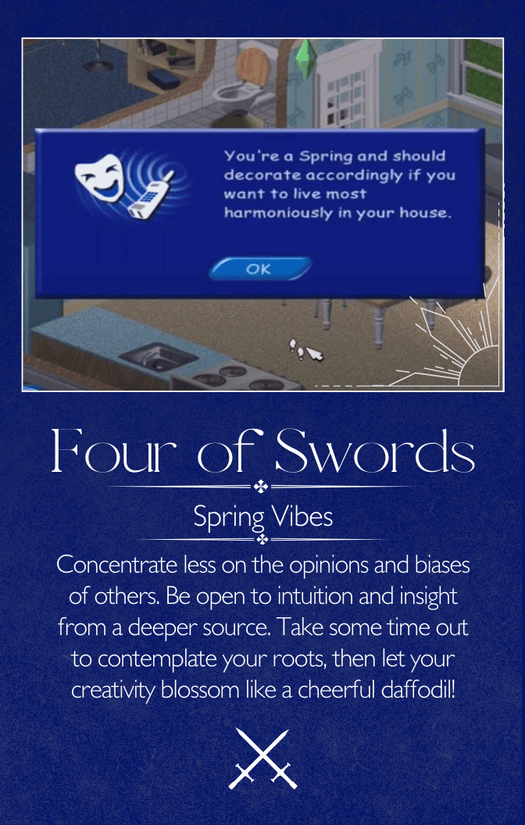 You're a Spring and should
decorate accordingly if you
want to live most
harmoniously in your house.
OK
Four of Swords
Spring Vibes
Concentrate less on the opinions and biases
of others. Be open to intuition and insight
from a deeper source. Take some time out
to contemplate your roots, then let your
creativity blossom like a cheerful daffodil!